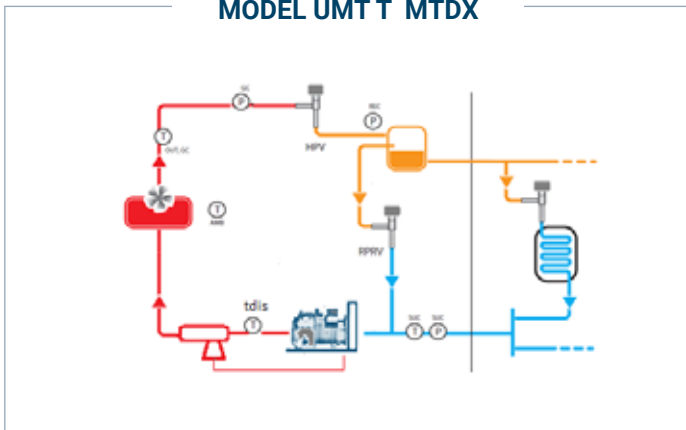 MODEL UMT T MTDX
GC
P
REC
P
T
OUT.GC
HPV
T
AMB
RPRV
tdis
T
SUC
SUC
T
P